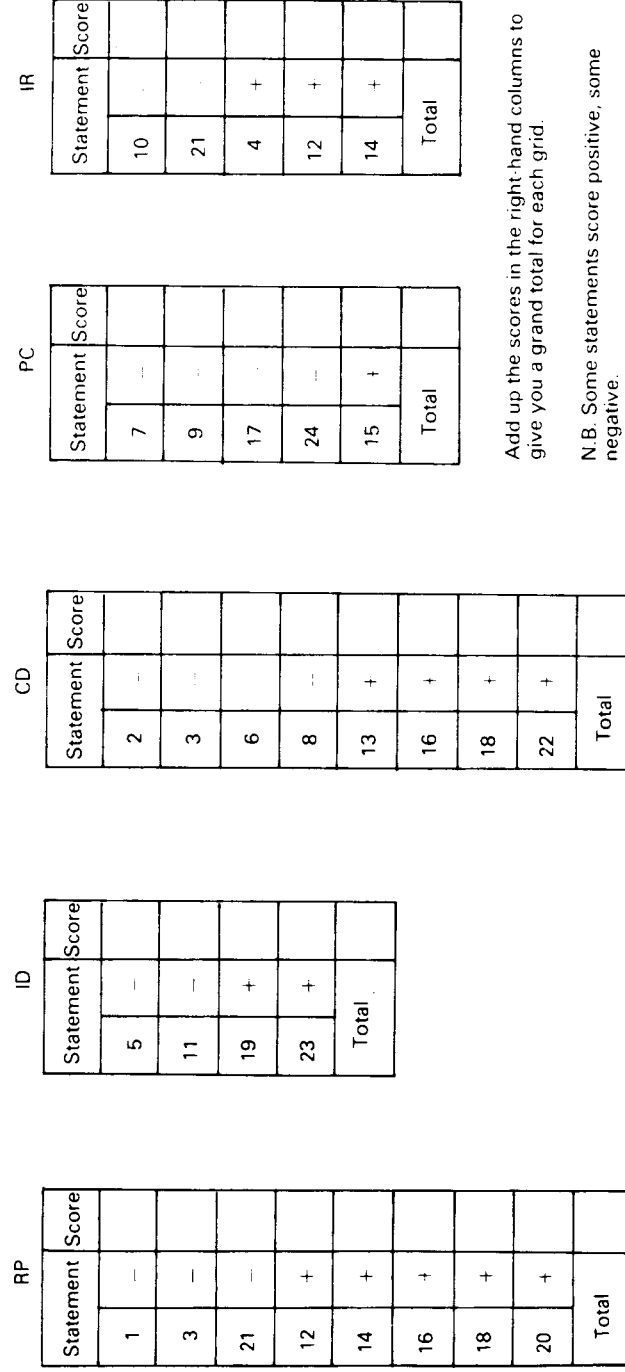 RP
Statement Score
1 −
3 −
21 −
12 +
14 +
16 +
18 +
20 +
Total
ID
Statement Score
5 −
11 −
19 +
23 +
Total
CD
Statement Score
2 −
3 −
6
8 −
13 +
16 +
18 +
22 +
Total
PC
Statement Score
7 −
9 −
17
24 −
15 +
Total
IR
Statement Score
10
21
4 +
12 +
14 +
Total
Add up the scores in the right-hand columns to
give you a grand total for each grid.
N.B. Some statements score positive, some
negative.